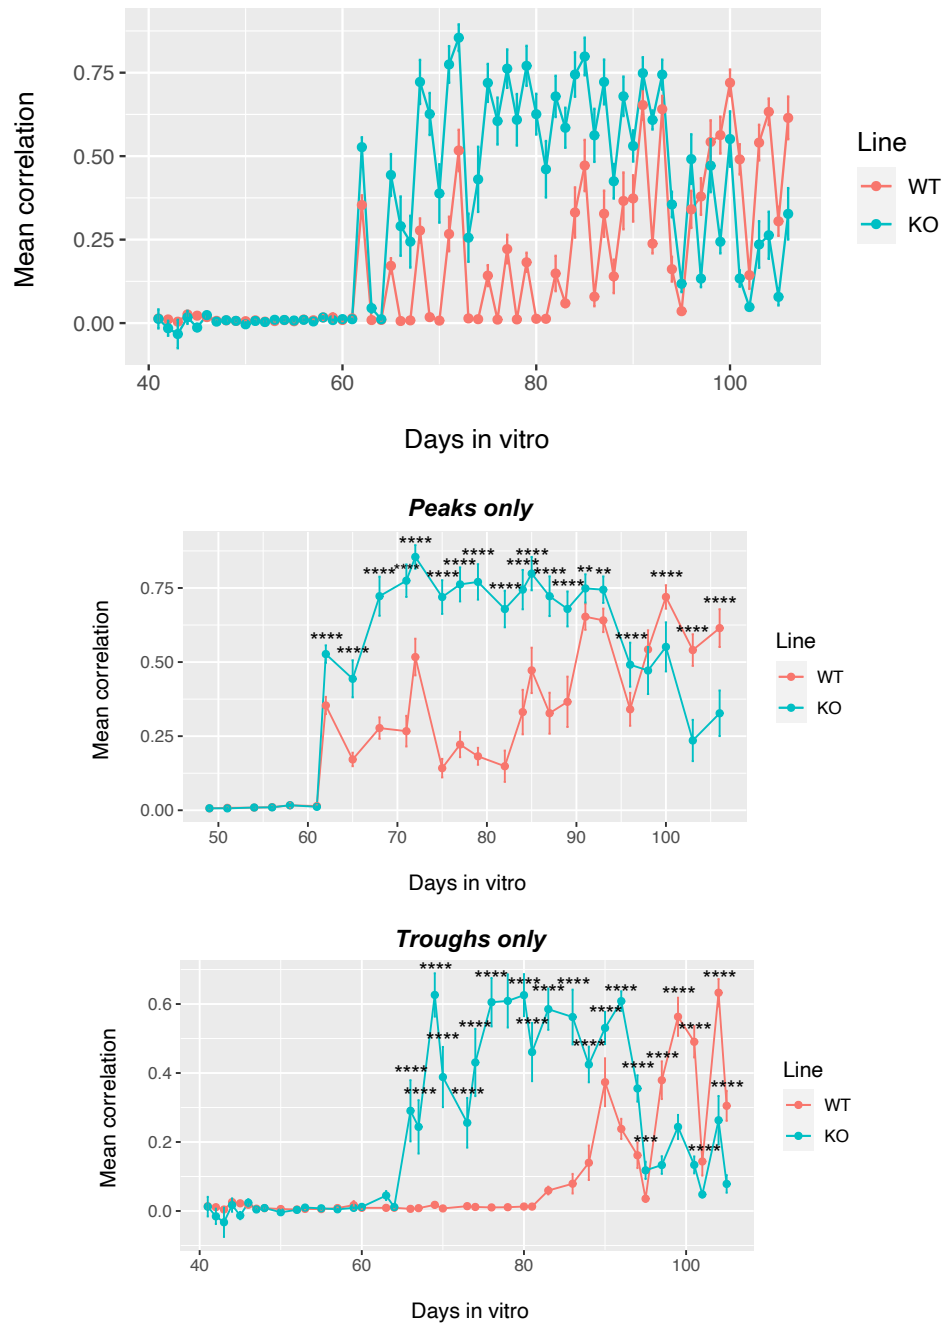 0.75
0.50
0.25
0.00
Mean correlation
40 60 80 100
Days in vitro
Line
WT
KO
Peaks only
**** **** **** **** **** **** **** **** **** **** **** **** **** ** ** **** **** **** ****
0.75
0.50
0.25
0.00
Mean correlation
50 60 70 80 90 100
Days in vitro
Line
WT
KO
Troughs only
**** **** **** **** **** **** **** **** **** **** **** **** **** **** **** *** **** **** **** **** **** ****
0.6
0.4
0.2
0.0
Mean correlation
40 60 80 100
Days in vitro
Line
WT
KO